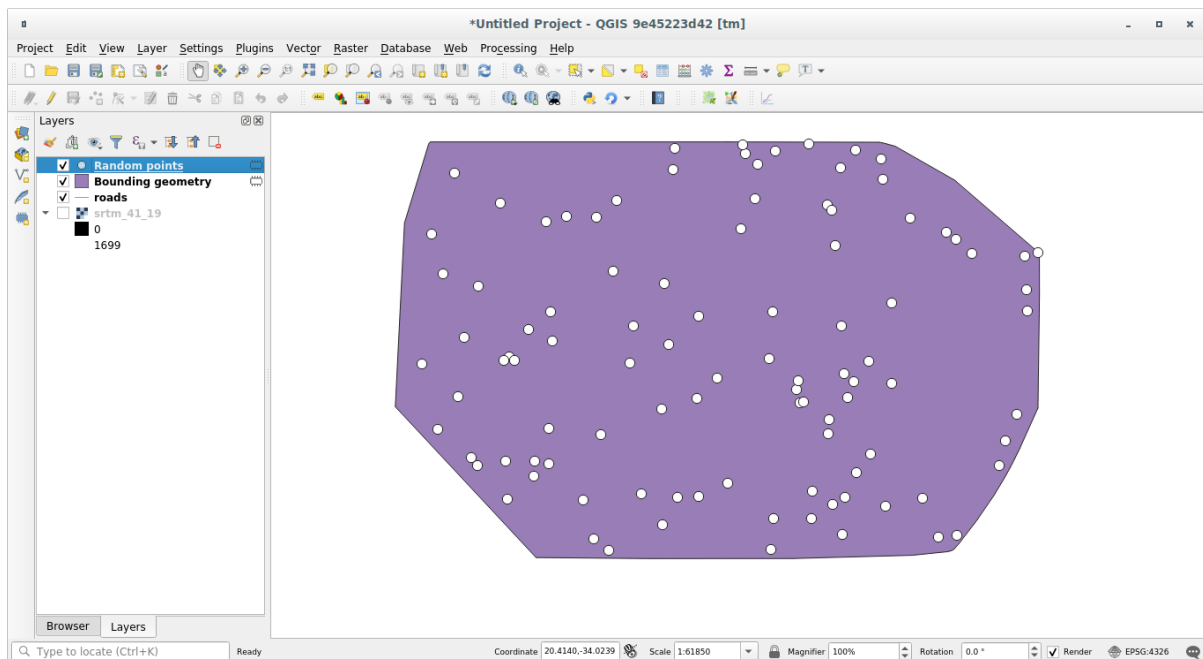 *Untitled Project - QGIS 9e45223d42 [tm]
Project Edit View Layer Settings Plugins Vector Raster Database Web Processing Help
Layers
Random points
Bounding geometry
roads
srtm_41_19
0
1699
Browser Layers
Type to locate (Ctrl+K) Ready Coordinate 20.4140,-34.0239 Scale 1:61850 Magnifier 100% Rotation 0.0 ° Render EPSG:4326